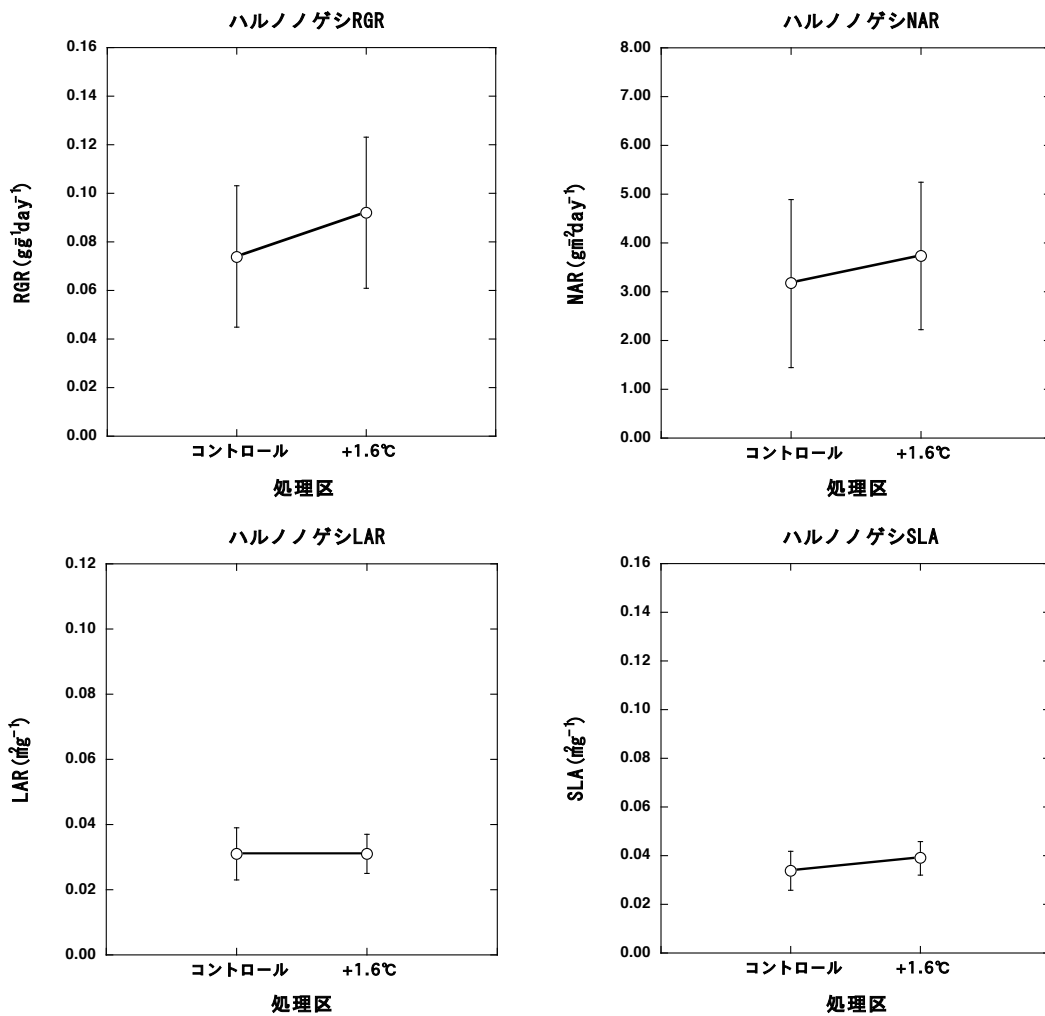 ハルノノゲシRGR
0.16
0.14
0.12
0.10
0.08
0.06
0.04
0.02
0.00
RGR(gg⁻¹day⁻¹)
コントロール
+1.6℃
処理区
ハルノノゲシNAR
8.00
7.00
6.00
5.00
4.00
3.00
2.00
1.00
0.00
NAR(gm⁻²day⁻¹)
コントロール
+1.6℃
処理区
ハルノノゲシLAR
0.12
0.10
0.08
0.06
0.04
0.02
0.00
LAR(m²g⁻¹)
コントロール
+1.6℃
処理区
ハルノノゲシSLA
0.16
0.14
0.12
0.10
0.08
0.06
0.04
0.02
0.00
SLA(m²g⁻¹)
コントロール
+1.6℃
処理区